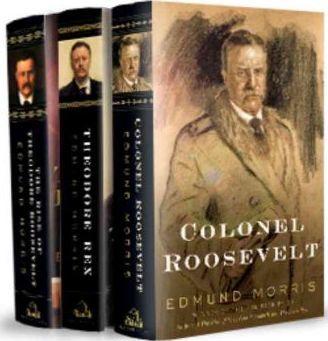 THE RISE OF
THEODORE ROOSEVELT
EDMUND MORRIS
THEODORE REX
EDMUND MORRIS
COLONEL ROOSEVELT
EDMUND MORRIS
COLONEL
ROOSEVELT
EDMUND MORRIS